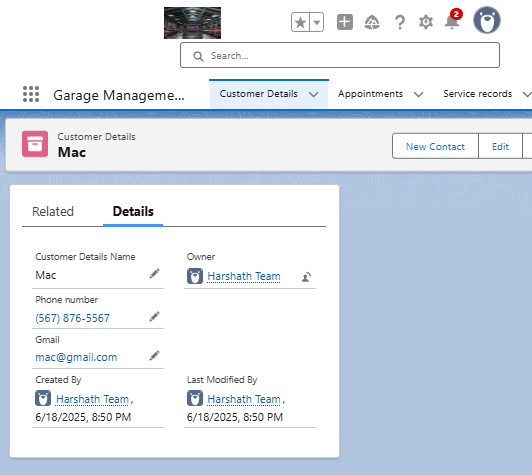 2
Search...
Garage Manageme... Customer Details Appointments Service records
Customer Details
Mac
New Contact Edit
Related Details
Customer Details Name Owner
Mac Harshath Team
Phone number
(567) 876-5567
Gmail
mac@gmail.com
Created By Last Modified By
Harshath Team, Harshath Team,
6/18/2025, 8:50 PM 6/18/2025, 8:50 PM